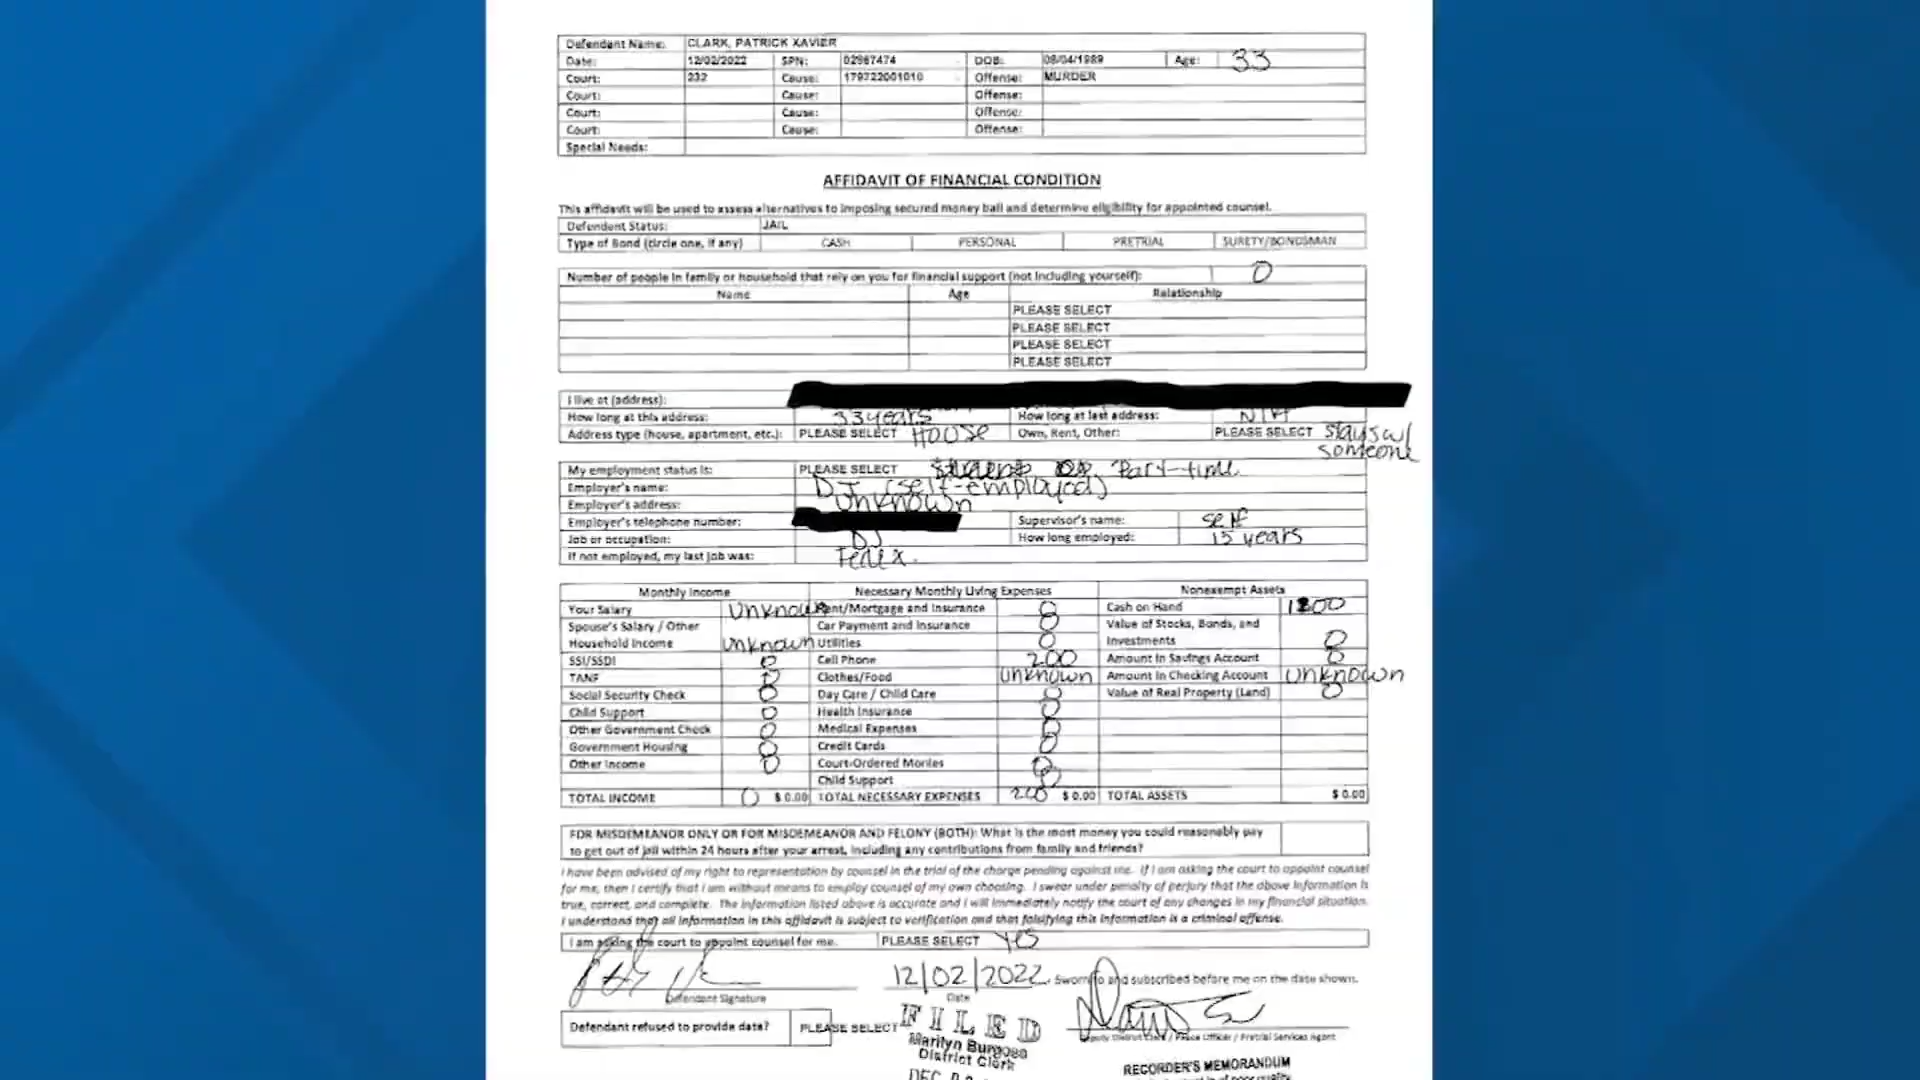 Defendant Name: CLARK, PATRICK XAVIER
Date: 12/02/2022 SPN: 02967474 DOB: 08/04/1989 Age: 33
Court: 232 Cause: 179722001010 Offense: MURDER
Court: Cause: Offense:
Court: Cause: Offense:
Court: Cause: Offense:
Special Needs:
AFFIDAVIT OF FINANCIAL CONDITION
This affidavit will be used to assess alternatives to imposing secured money bail and determine eligibility for appointed counsel.
Defendant Status: JAIL
Type of Bond (circle one, if any) CASH PERSONAL PRETRIAL SURETY/BONDSMAN
Number of people in family or household that rely on you for financial support (not including yourself): 0
Name Age Relationship
PLEASE SELECT
PLEASE SELECT
PLEASE SELECT
PLEASE SELECT
I live at (address):
How long at this address: 33 years How long at last address: N/A
Address type (house, apartment, etc.): PLEASE SELECT HOUSE Own, Rent, Other: PLEASE SELECT stays w/ someone
My employment status is: PLEASE SELECT Part-time
Employer's name: DJ (self-employed)
Employer's address: unknown
Employer's telephone number: Supervisor's name: self
Job or occupation: DJ How long employed: 15 years
If not employed, my last job was: FedEx.
Monthly Income Necessary Monthly Living Expenses Nonexempt Assets
Your Salary unknown Rent/Mortgage and Insurance 0 Cash on Hand
Spouse's Salary / Other Car Payment and Insurance 0 Value of Stocks, Bonds, and
Household Income unknown Utilities 0 Investments 0
SSI/SSDI 0 Cell Phone 200 Amount in Savings Account 0
TANF 0 Clothes/Food unknown Amount in Checking Account unknown
Social Security Check 0 Day Care / Child Care 0 Value of Real Property (Land) 0
Child Support 0 Health Insurance 0
Other Government Check 0 Medical Expenses 0
Government Housing 0 Credit Cards 0
Other Income 0 Court-Ordered Monies 0
Child Support 0
TOTAL INCOME 0 $ 0.00 TOTAL NECESSARY EXPENSES 200 $ 0.00 TOTAL ASSETS $ 0.00
FOR MISDEMEANOR ONLY OR FOR MISDEMEANOR AND FELONY (BOTH): What is the most money you could reasonably pay
to get out of jail within 24 hours after your arrest, including any contributions from family and friends?
I have been advised of my right to representation by counsel in the trial of the charge pending against me. If I am asking the court to appoint counsel
for me, then I certify that I am without means to employ counsel of my own choosing. I swear under penalty of perjury that the above information is
true, correct, and complete. The information listed above is accurate and I will immediately notify the court of any changes in my financial situation.
I understand that all information in this affidavit is subject to verification and that falsifying this information is a criminal offense.
I am asking the court to appoint counsel for me. PLEASE SELECT yes
12/02/2022 Sworn to and subscribed before me on the date shown.
Defendant Signature Date
Deputy District Clerk / Peace Officer / Pretrial Services Agent
Defendant refused to provide data? PLEASE SELECT
FILED
Marilyn Burgess
District Clerk
DEC
RECORDER'S MEMORANDUM